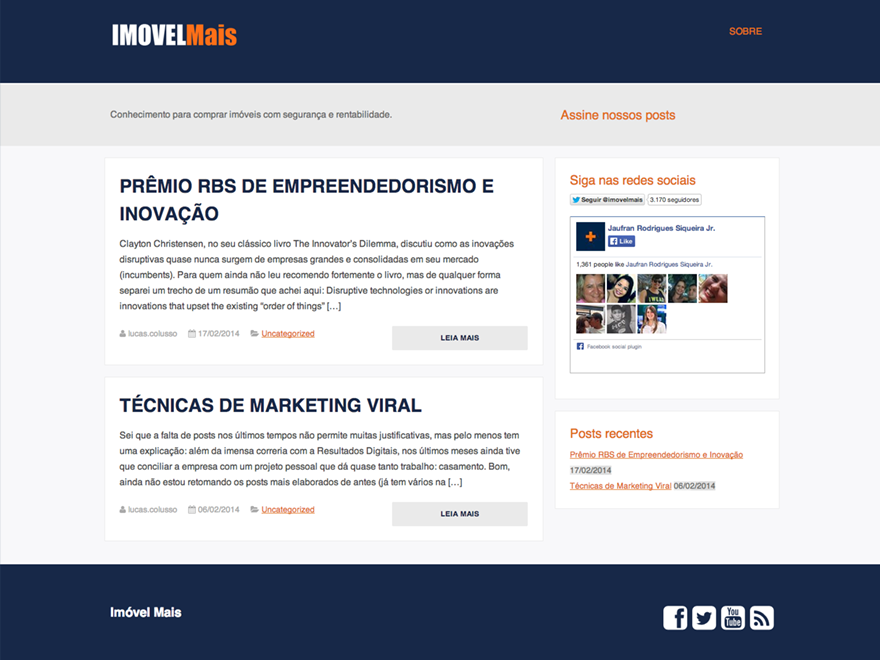 IMOVELMais
SOBRE
Conhecimento para comprar imóveis com segurança e rentabilidade.
Assine nossos posts
PRÊMIO RBS DE EMPREENDEDORISMO E
INOVAÇÃO
Clayton Christensen, no seu clássico livro The Innovator's Dilemma, discutiu como as inovações
disruptivas quase nunca surgem de empresas grandes e consolidadas em seu mercado
(incumbents). Para quem ainda não leu recomendo fortemente o livro, mas de qualquer forma
separei um trecho de um resumão que achei aqui: Disruptive technologies or innovations are
innovations that upset the existing “order of things” [...]
lucas.colusso 17/02/2014 Uncategorized
LEIA MAIS
TÉCNICAS DE MARKETING VIRAL
Sei que a falta de posts nos últimos tempos não permite muitas justificativas, mas pelo menos tem
uma explicação: além da imensa correria com a Resultados Digitais, nos últimos meses ainda tive
que conciliar a empresa com um projeto pessoal que dá quase tanto trabalho: casamento. Bom,
ainda não estou retomando os posts mais elaborados de antes (já tem vários na [...]
lucas.colusso 06/02/2014 Uncategorized
LEIA MAIS
Siga nas redes sociais
Seguir @imovelmais 3.170 seguidores
Jaufran Rodrigues Siqueira Jr.
Like
1,361 people like Jaufran Rodrigues Siqueira Jr.
Facebook social plugin
Posts recentes
Prêmio RBS de Empreendedorismo e Inovação
17/02/2014
Técnicas de Marketing Viral 06/02/2014
Imóvel Mais
You
Tube